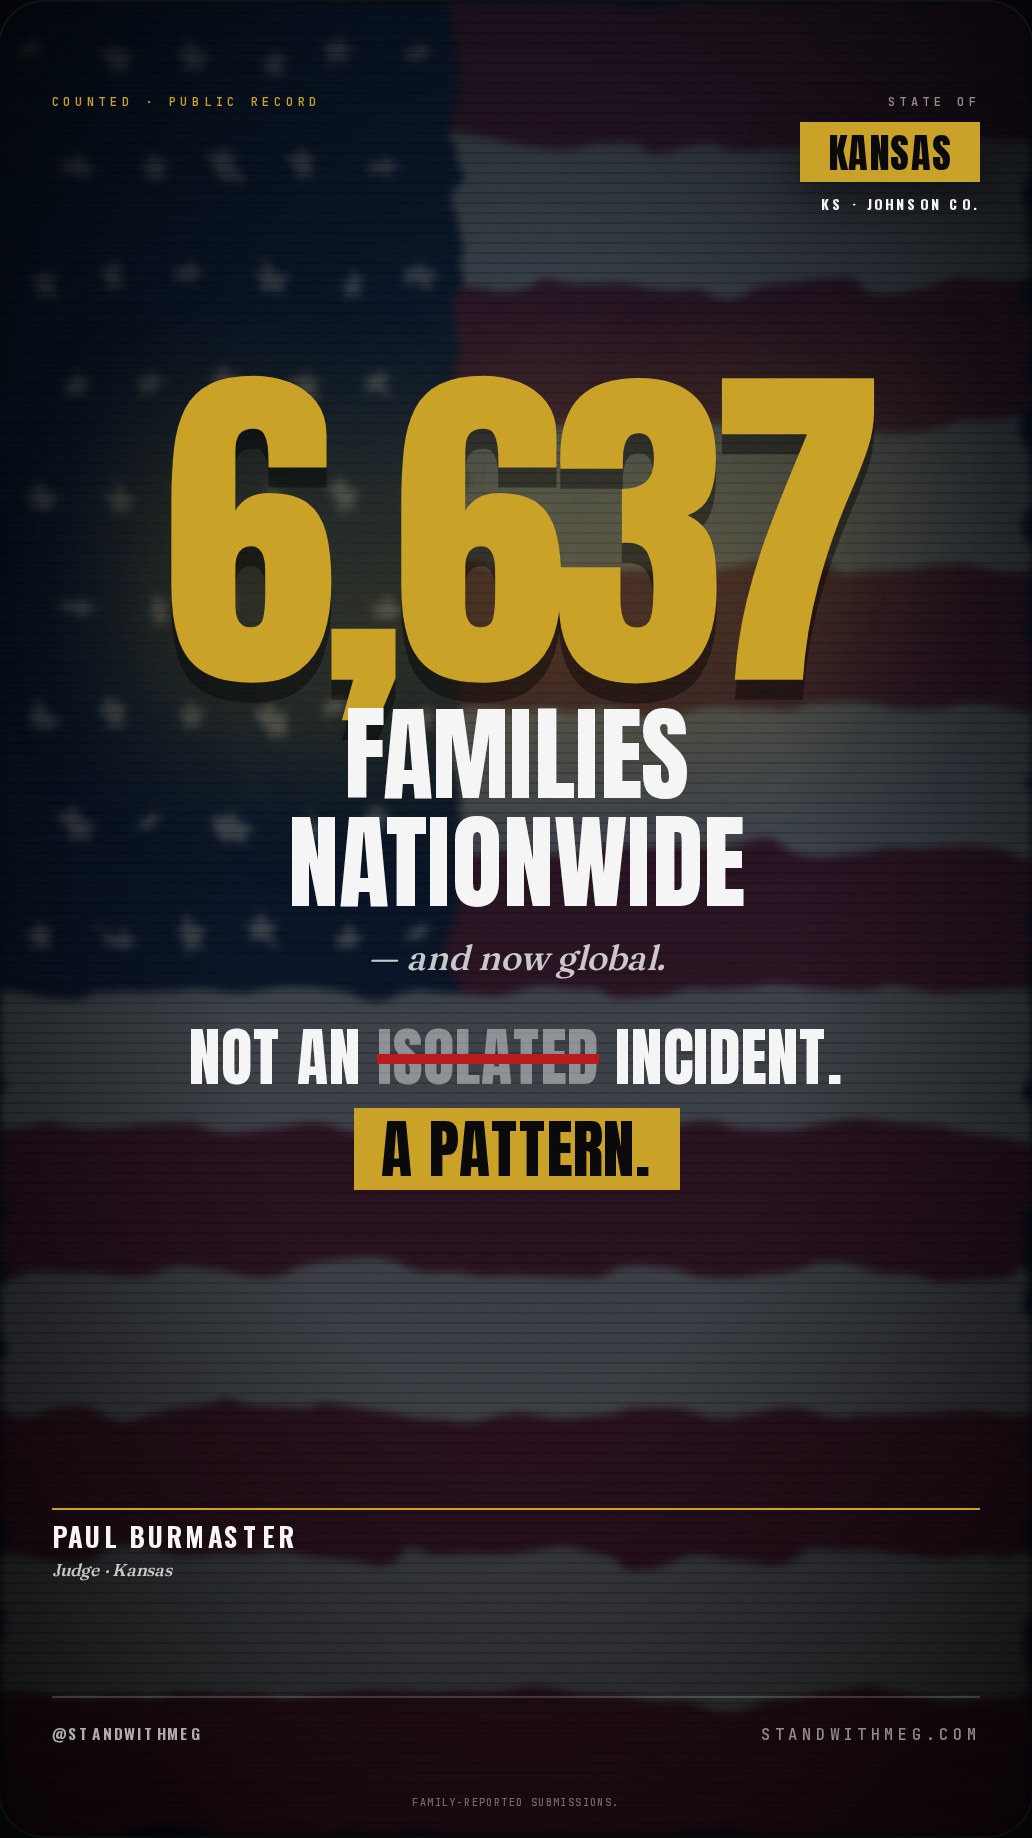 COUNTED · PUBLIC RECORD
STATE OF
KANSAS
KS · JOHNSON CO.
6,637
FAMILIES
NATIONWIDE
— and now global.
NOT AN ISOLATED INCIDENT.
A PATTERN.
PAUL BURMASTER
Judge · Kansas
@STANDWITHMEG
STANDWITHMEG.COM
FAMILY-REPORTED SUBMISSIONS.